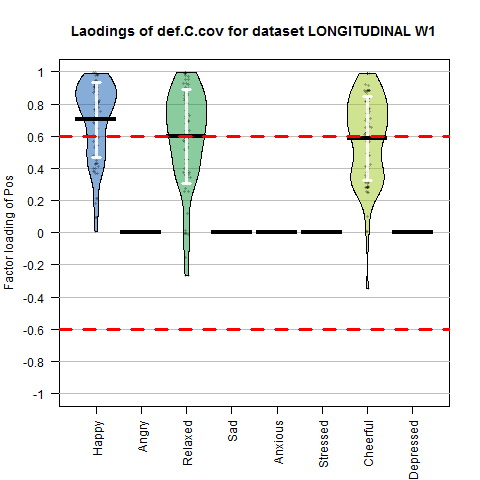 Laodings of def.C.cov for dataset LONGITUDINAL W1
Factor loading of Pos
1
0.8
0.6
0.4
0.2
0
-0.2
-0.4
-0.6
-0.8
-1
Happy
Angry
Relaxed
Sad
Anxious
Stressed
Cheerful
Depressed